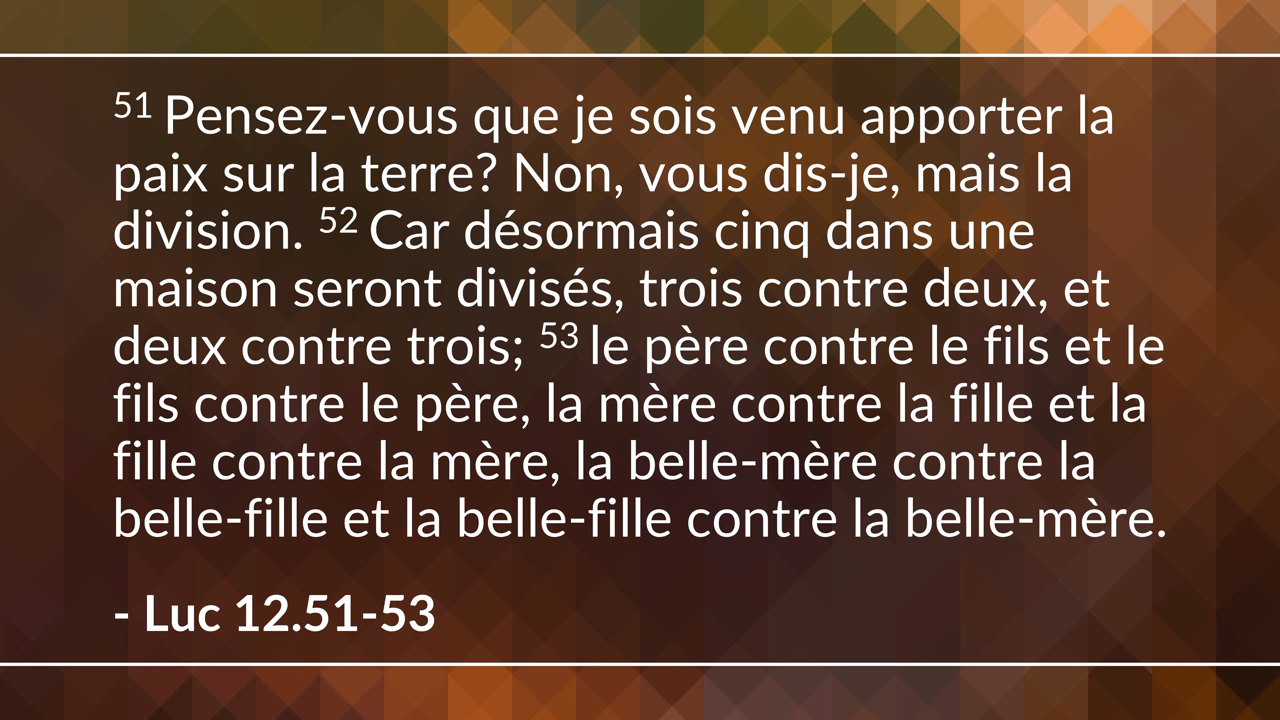 51 Pensez-vous que je sois venu apporter la
paix sur la terre? Non, vous dis-je, mais la
division. 52 Car désormais cinq dans une
maison seront divisés, trois contre deux, et
deux contre trois; 53 le père contre le fils et le
fils contre le père, la mère contre la fille et la
fille contre la mère, la belle-mère contre la
belle-fille et la belle-fille contre la belle-mère.
- Luc 12.51-53